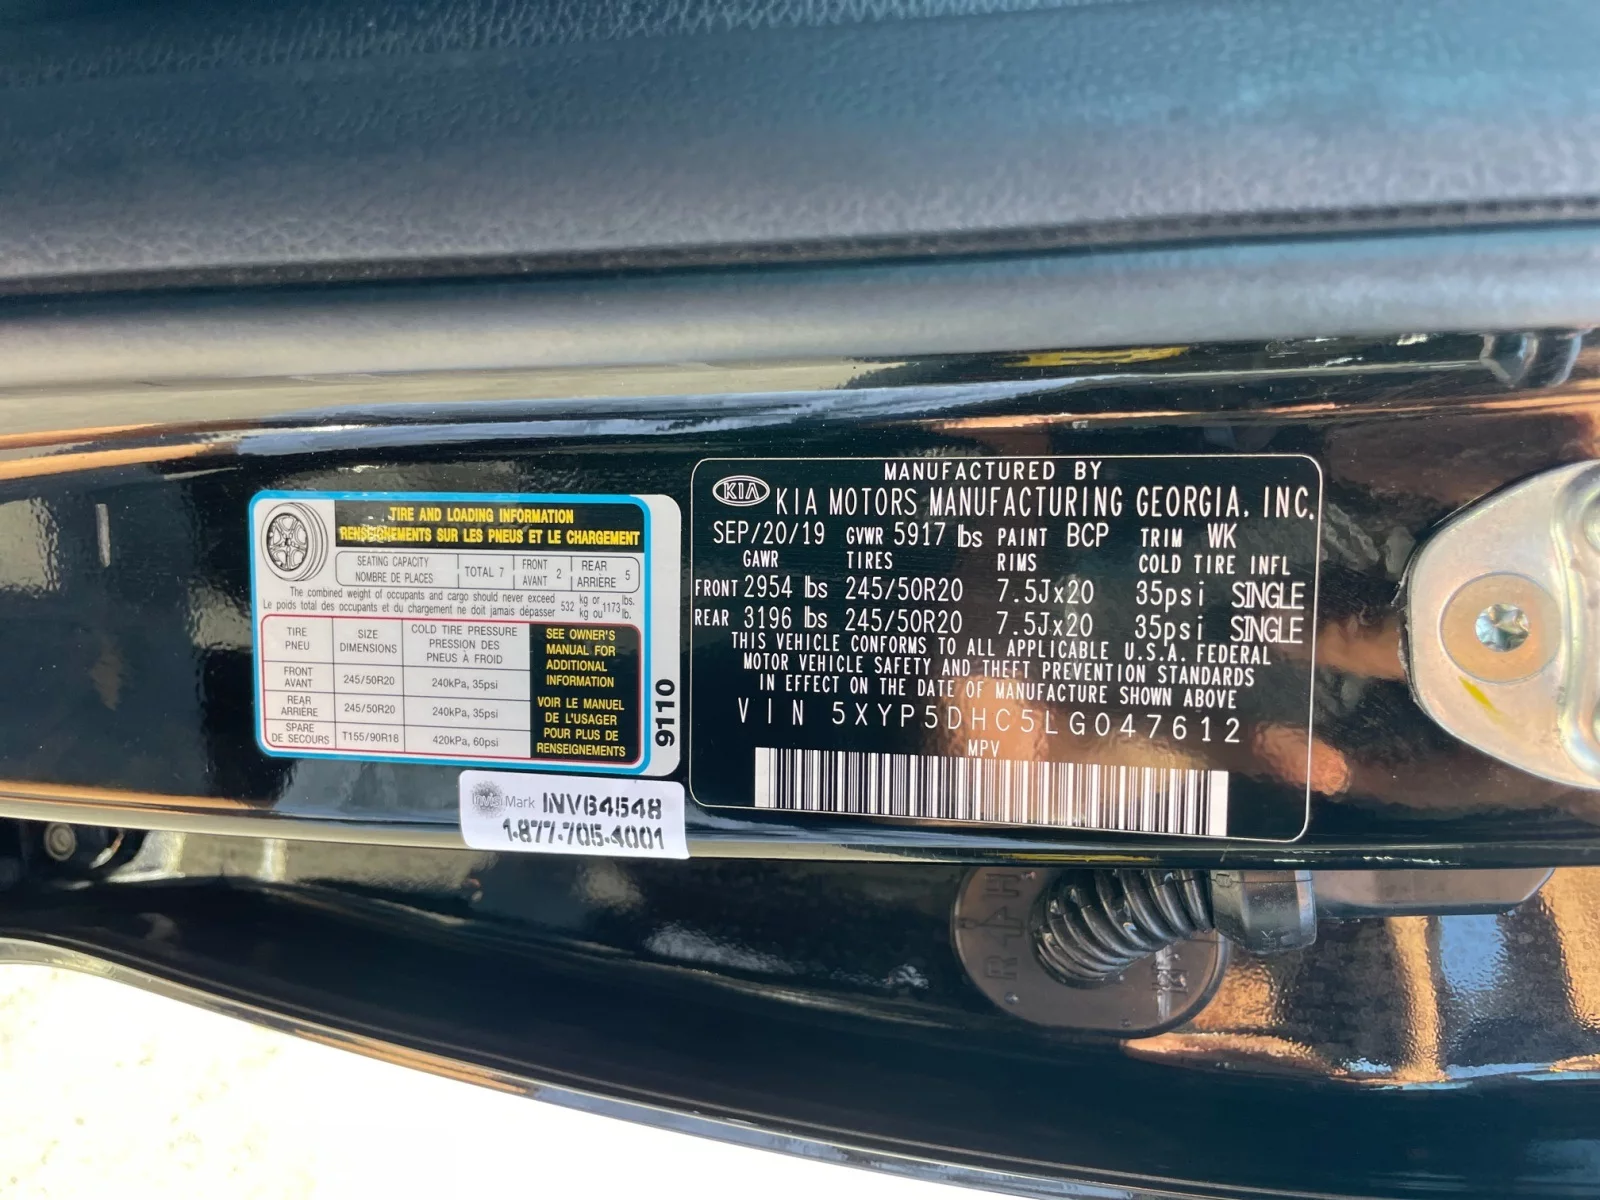 TIRE AND LOADING INFORMATION
RENSEIGNEMENTS SUR LES PNEUS ET LE CHARGEMENT
SEATING CAPACITY
NOMBRE DE PLACES
TOTAL 7
FRONT
AVANT 2
REAR
ARRIÈRE 5
The combined weight of occupants and cargo should never exceed 532 kg or 1173 lbs.
Le poids total des occupants et du chargement ne doit jamais dépasser kg ou lb.
TIRE
PNEU
SIZE
DIMENSIONS
COLD TIRE PRESSURE
PRESSION DES
PNEUS À FROID
FRONT
AVANT
245/50R20
240kPa, 35psi
REAR
ARRIÈRE
245/50R20
240kPa, 35psi
SPARE
DE SECOURS
T155/90R18
420kPa, 60psi
SEE OWNER'S
MANUAL FOR
ADDITIONAL
INFORMATION
VOIR LE MANUEL
DE L'USAGER
POUR PLUS DE
RENSEIGNEMENTS
9110
Mark INV64548
1-877-705-4001
MANUFACTURED BY
KIA KIA MOTORS MANUFACTURING GEORGIA, INC.
SEP/20/19 GVWR 5917 lbs PAINT BCP TRIM WK
GAWR TIRES RIMS COLD TIRE INFL
FRONT 2954 lbs 245/50R20 7.5Jx20 35psi SINGLE
REAR 3196 lbs 245/50R20 7.5Jx20 35psi SINGLE
THIS VEHICLE CONFORMS TO ALL APPLICABLE U.S.A. FEDERAL
MOTOR VEHICLE SAFETY AND THEFT PREVENTION STANDARDS
IN EFFECT ON THE DATE OF MANUFACTURE SHOWN ABOVE
VIN 5XYP5DHC5LG047612
MPV